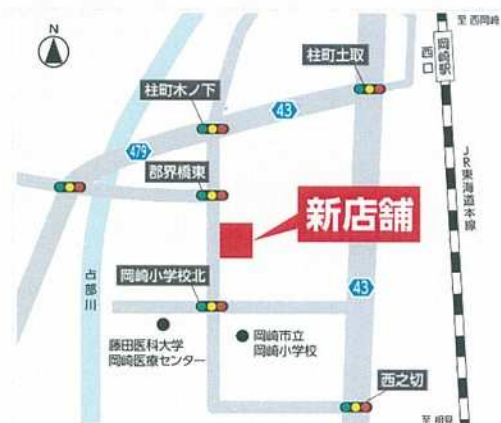 N
至 西岡崎
岡崎駅
西口
柱町土取
柱町木ノ下
43
479
郡界橋東
JR東海道本線
新店舗
占部川
岡崎小学校北
43
藤田医科大学
岡崎医療センター
岡崎市立
岡崎小学校
西之切
至 相見